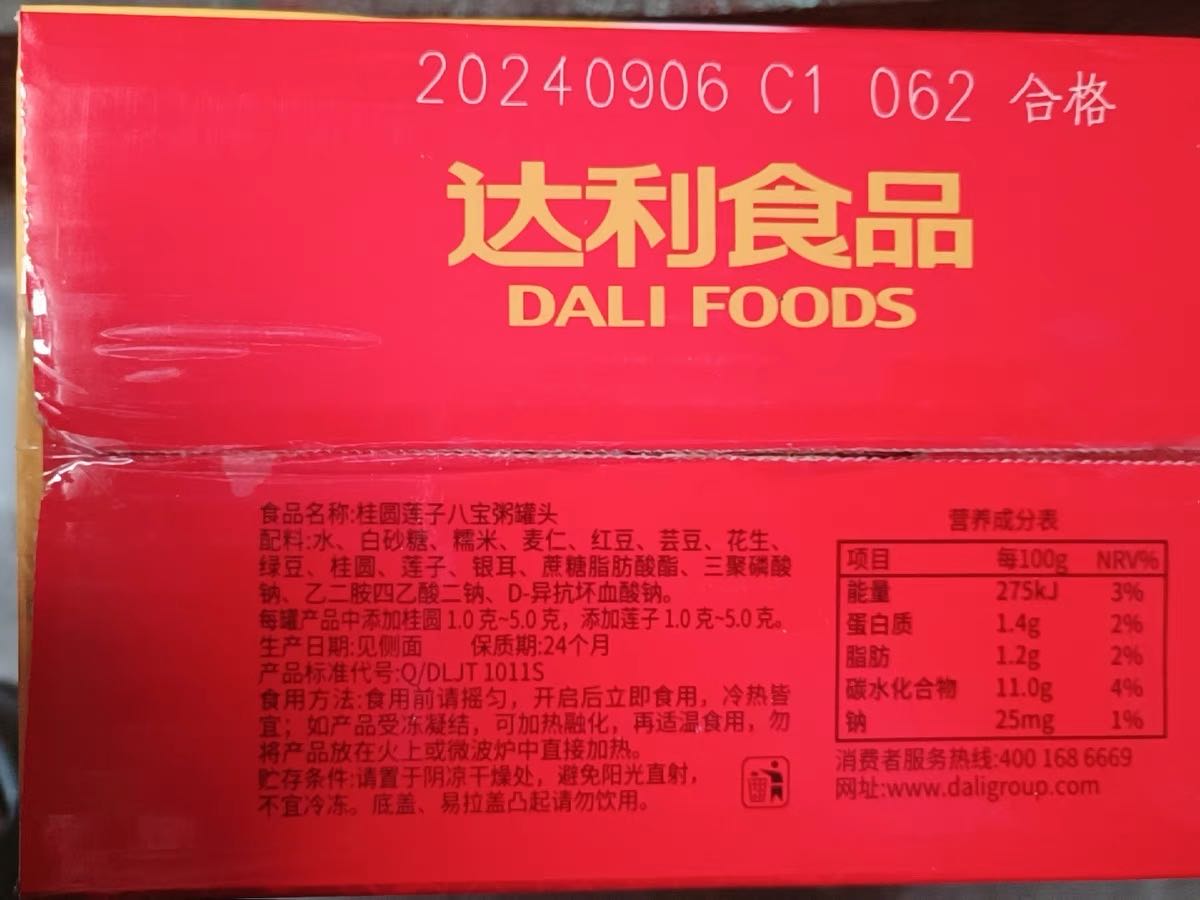 20240906 C1 062 合格
达利食品
DALI FOODS
食品名称:桂圆莲子八宝粥罐头
配料:水、白砂糖、糯米、麦仁、红豆、芸豆、花生、
绿豆、桂圆、莲子、银耳、蔗糖脂肪酸酯、三聚磷酸
钠、乙二胺四乙酸二钠、D-异抗坏血酸钠。
每罐产品中添加桂圆1.0克~5.0克，添加莲子1.0克~5.0克。
生产日期:见侧面 保质期:24个月
产品标准代号:Q/DLJT 1011S
食用方法:食用前请摇匀，开启后立即食用，冷热皆
宜；如产品受冻凝结，可加热融化，再适温食用，勿
将产品放在火上或微波炉中直接加热。
贮存条件:请置于阴凉干燥处，避免阳光直射，
不宜冷冻。底盖、易拉盖凸起请勿饮用。
营养成分表
项目 每100g NRV%
能量 275kJ 3%
蛋白质 1.4g 2%
脂肪 1.2g 2%
碳水化合物 11.0g 4%
钠 25mg 1%
消费者服务热线:400 168 6669
网址:www.daligroup.com